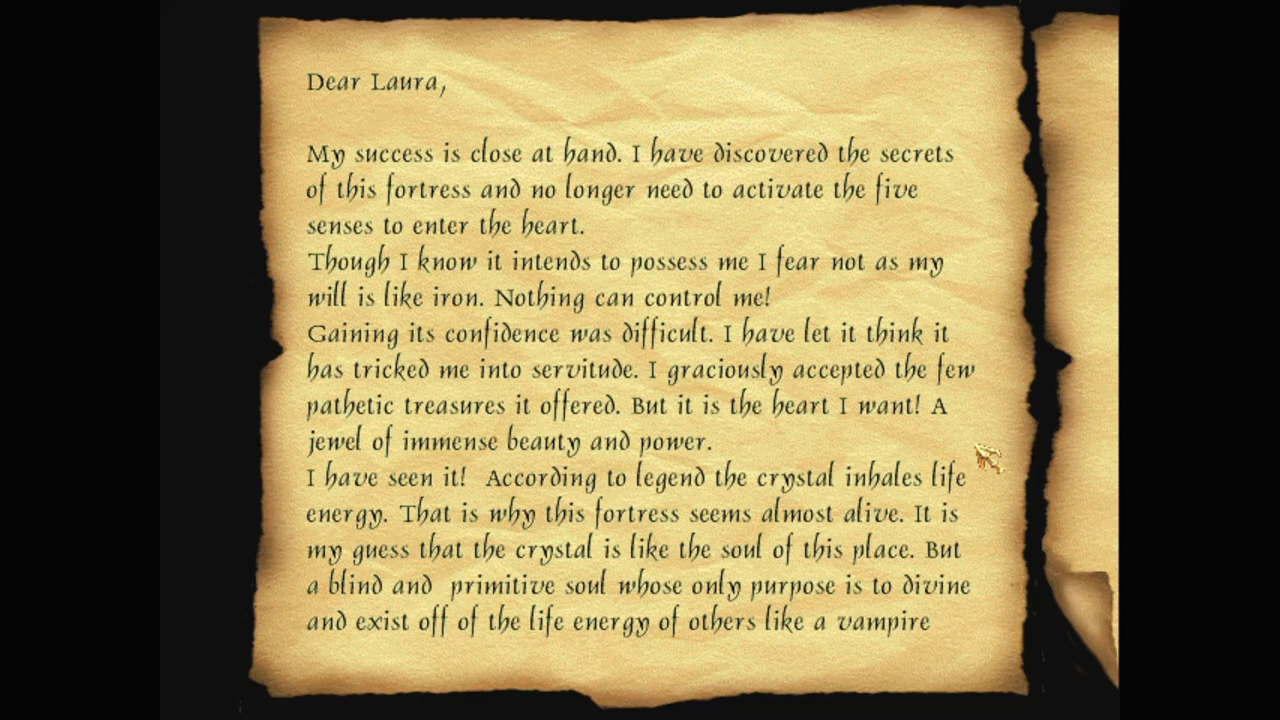 Dear Laura,
My success is close at hand. I have discovered the secrets
of this fortress and no longer need to activate the five
senses to enter the heart.
Though I know it intends to possess me I fear not as my
will is like iron. Nothing can control me!
Gaining its confidence was difficult. I have let it think it
has tricked me into servitude. I graciously accepted the few
pathetic treasures it offered. But it is the heart I want! A
jewel of immense beauty and power.
I have seen it!  According to legend the crystal inhales life
energy. That is why this fortress seems almost alive. It is
my guess that the crystal is like the soul of this place. But
a blind and  primitive soul whose only purpose is to divine
and exist off of the life energy of others like a vampire